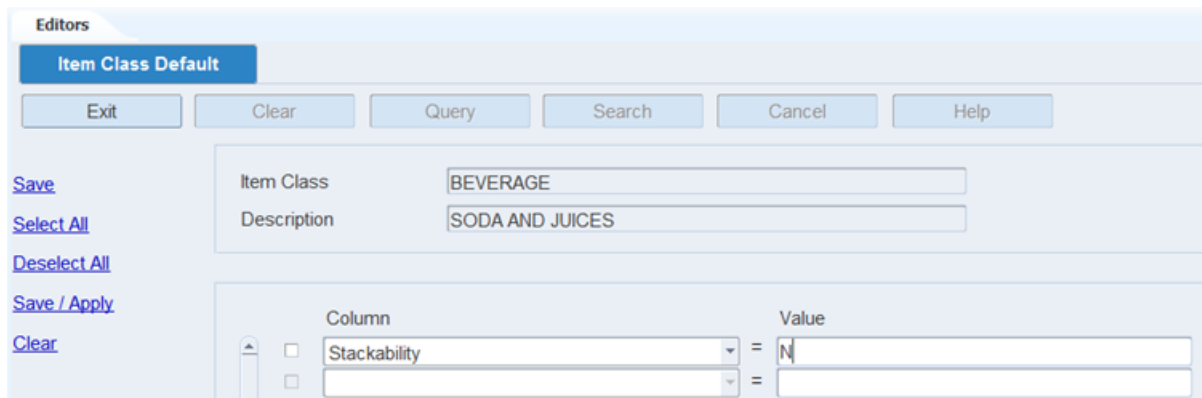 Editors
Item Class Default
Exit Clear Query Search Cancel Help
Save
Select All
Deselect All
Save / Apply
Clear
Item Class BEVERAGE
Description SODA AND JUICES
Column Value
Stackability = N
=